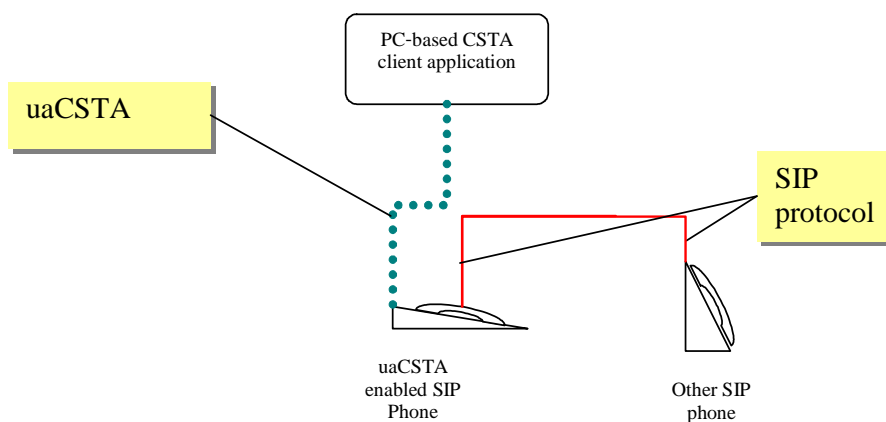 PC-based CSTA
client application
uaCSTA
SIP
protocol
uaCSTA
enabled SIP
Phone
Other SIP
phone